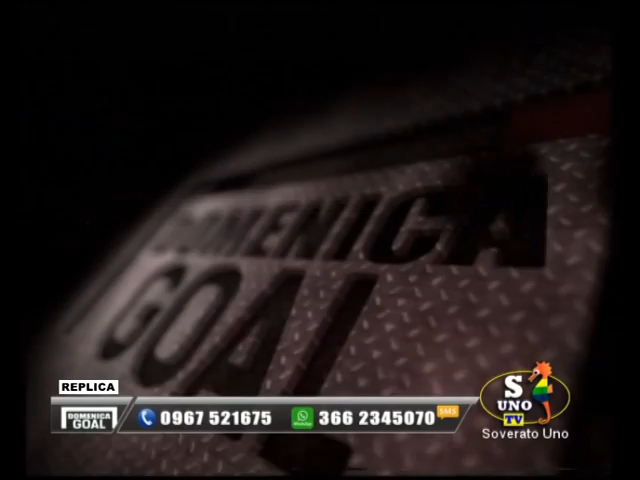 DOMENICA
GOAL
REPLICA
DOMENICA
GOAL
0967 521675
366 2345070
SMS
S
UNO
TV
Soverato Uno